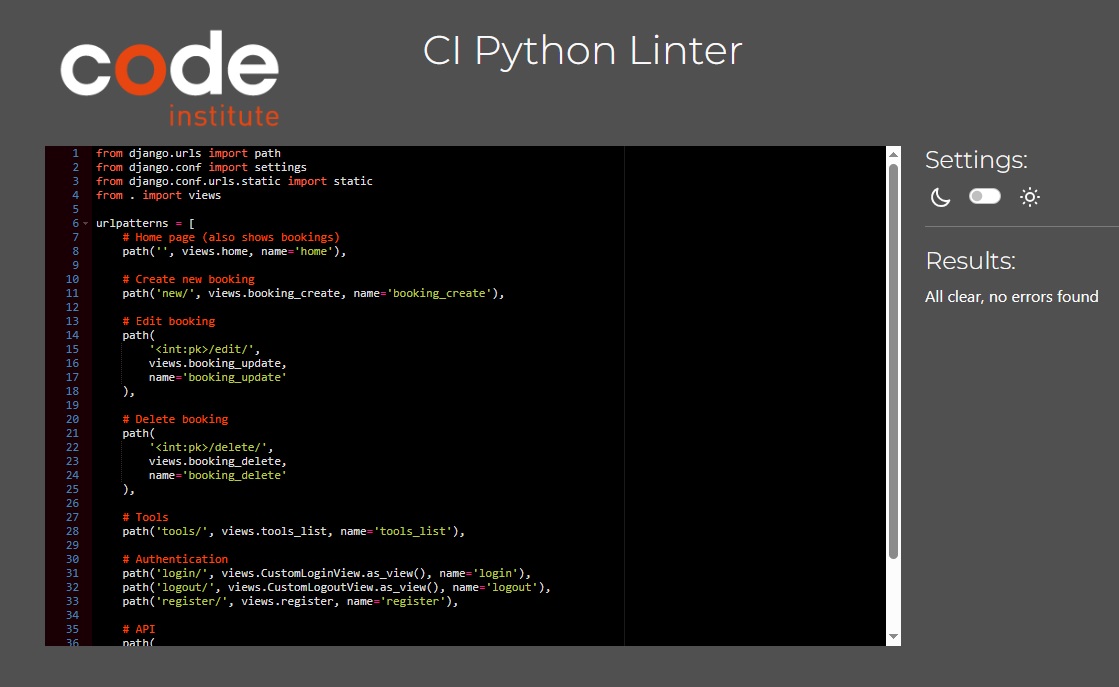 code
institute
CI Python Linter
1 from django.urls import path
2 from django.conf import settings
3 from django.conf.urls.static import static
4 from . import views
5
6 urlpatterns = [
7     # Home page (also shows bookings)
8     path('', views.home, name='home'),
9
10     # Create new booking
11     path('new/', views.booking_create, name='booking_create'),
12
13     # Edit booking
14     path(
15         '<int:pk>/edit/',
16         views.booking_update,
17         name='booking_update'
18     ),
19
20     # Delete booking
21     path(
22         '<int:pk>/delete/',
23         views.booking_delete,
24         name='booking_delete'
25     ),
26
27     # Tools
28     path('tools/', views.tools_list, name='tools_list'),
29
30     # Authentication
31     path('login/', views.CustomLoginView.as_view(), name='login'),
32     path('logout/', views.CustomLogoutView.as_view(), name='logout'),
33     path('register/', views.register, name='register'),
34
35     # API
36     path(
Settings:
Results:
All clear, no errors found